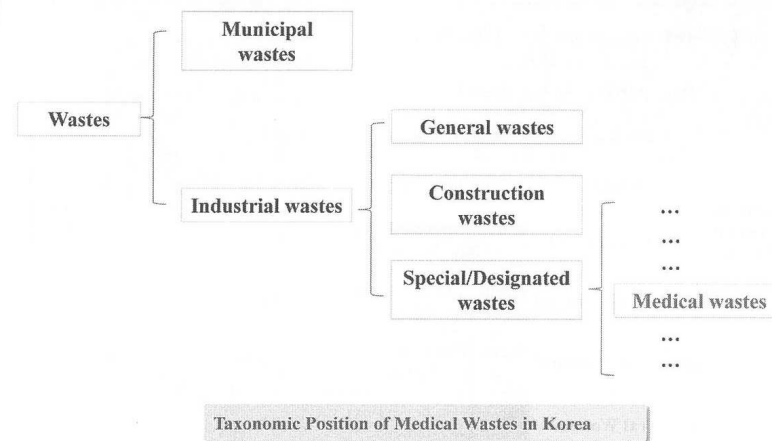 Municipal
wastes
Wastes
General wastes
Industrial wastes
Construction
wastes
...
...
...
Special/Designated
wastes
Medical wastes
...
...
Taxonomic Position of Medical Wastes in Korea